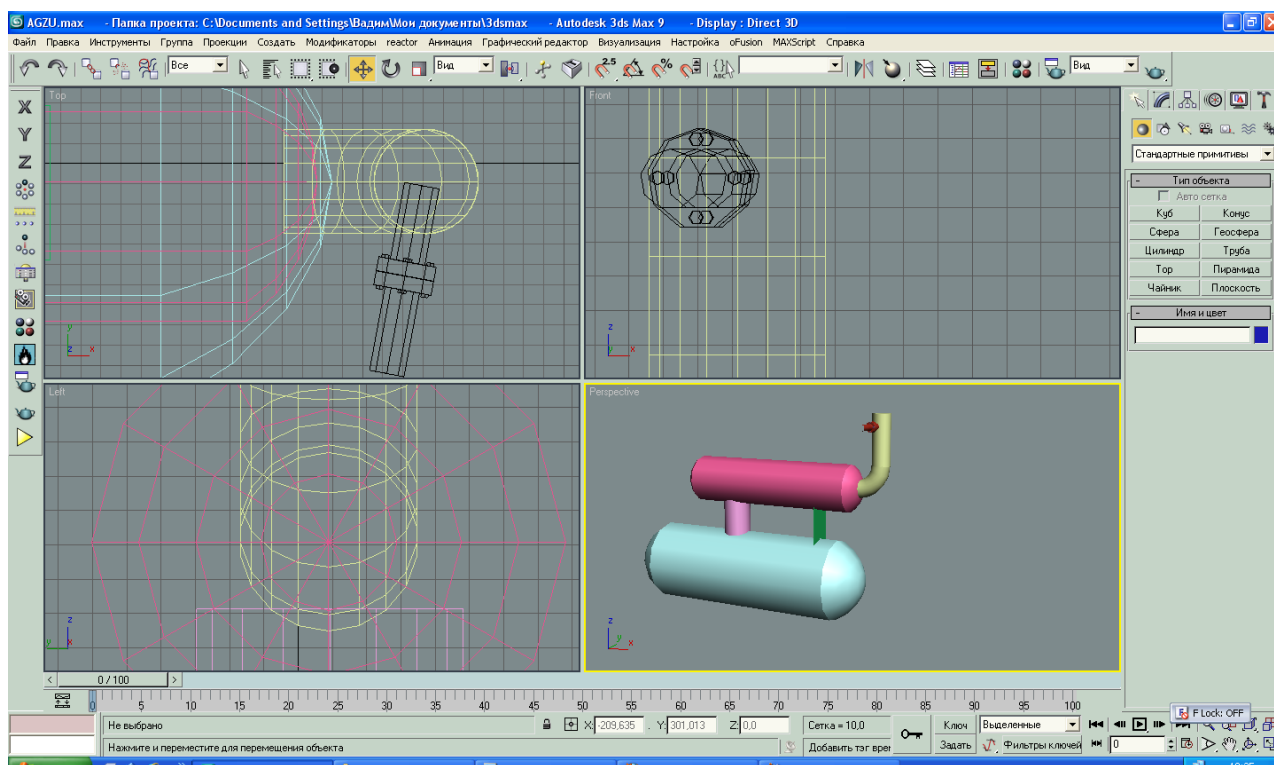 AGZU.max - Папка проекта: C:\Documents and Settings\Вадим\Мои документы\3dsmax - Autodesk 3ds Max 9 - Display : Direct 3D
Файл Правка Инструменты Группа Проекции Создать Модификаторы reactor Анимация Графический редактор Визуализация Настройка oFusion MAXScript Справка
Все Вид 2.5 Вид
X
Y
Z
Top
Front
Left
Perspective
Стандартные примитивы
- Тип объекта
Авто сетка
Куб Конус
Сфера Геосфера
Цилиндр Труба
Тор Пирамида
Чайник Плоскость
- Имя и цвет
y
z x
z
y x
z
y x
z
y x
< 0 / 100 >
0 5 10 15 20 25 30 35 40 45 50 55 60 65 70 75 80 85 90 95 100
F Lock: OFF
Не выбрано X: -209,635 Y: 301,013 Z: 0,0 Сетка = 10,0 Ключ Выделенные
Нажмите и переместите для перемещения объекта Добавить тэг врем Задать Фильтры ключей 0